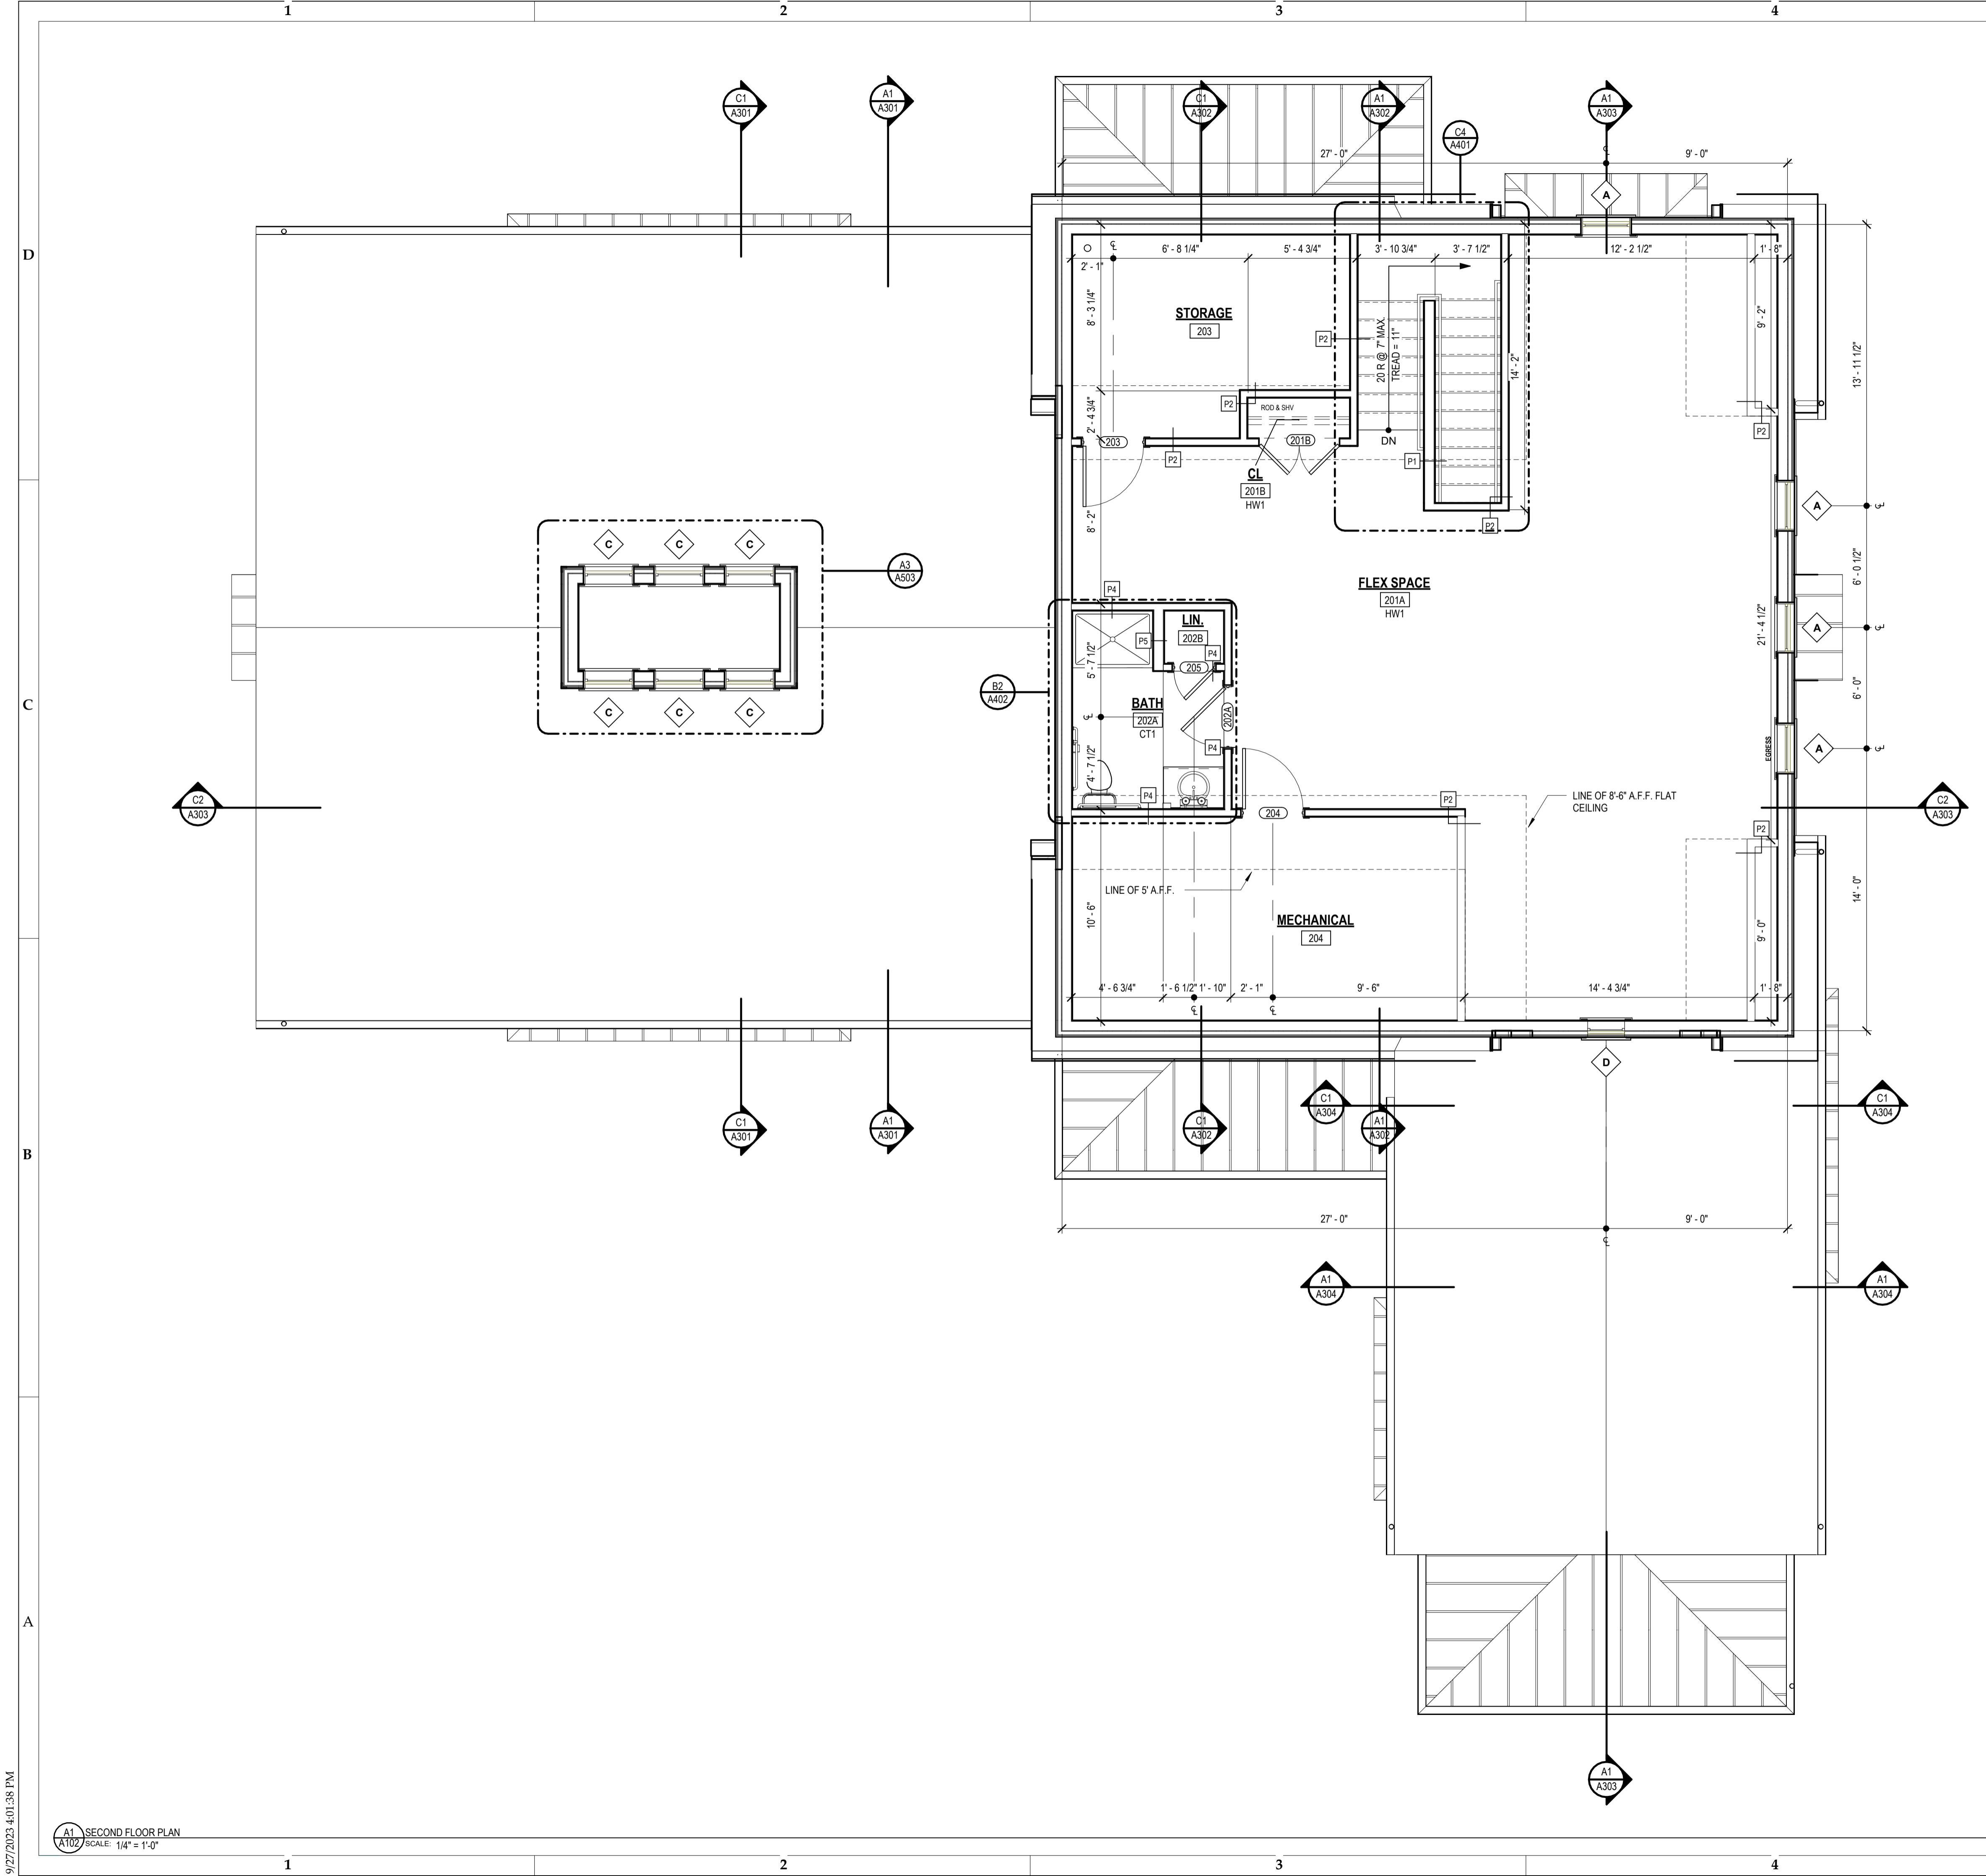 1
2
3
4
C1
A301
A1
A301
C1
A302
A1
A302
A1
A303
C4
A401
27' - 0"
9' - 0"
A
D
6' - 8 1/4"
5' - 4 3/4"
3' - 10 3/4"
3' - 7 1/2"
12' - 2 1/2"
1' - 8"
2' - 1"
8' - 3 1/4"
STORAGE
203
P2
20 R @ 7" MAX.
TREAD = 11"
14' - 2"
9' - 2"
13' - 11 1/2"
2' - 4 3/4"
P2
ROD & SHV
203
201B
DN
P2
P2
P1
CL
201B
HW1
8' - 2"
P2
A
C
C
C
A3
A503
6' - 0 1/2"
FLEX SPACE
201A
HW1
P4
LIN.
202B
P5
P4
205
5' - 7 1/2"
21' - 4 1/2"
A
C
B2
A402
6' - 0"
BATH
202A
CT1
202A
C
C
C
P4
4' - 7 1/2"
EGRESS
A
P4
204
P2
LINE OF 8'-6" A.F.F. FLAT
CEILING
C2
A303
C2
A303
P2
LINE OF 5' A.F.F.
14' - 0"
10' - 6"
MECHANICAL
204
9' - 0"
4' - 6 3/4"
1' - 6 1/2"
1' - 10"
2' - 1"
9' - 6"
14' - 4 3/4"
1' - 8"
D
C1
A304
C1
A304
C1
A301
A1
A301
C1
A302
A1
A302
B
27' - 0"
9' - 0"
A1
A304
A1
A304
A
A1
A303
A1
A102
SECOND FLOOR PLAN
SCALE: 1/4" = 1'-0"
9/27/2023 4:01:38 PM
1
2
3
4